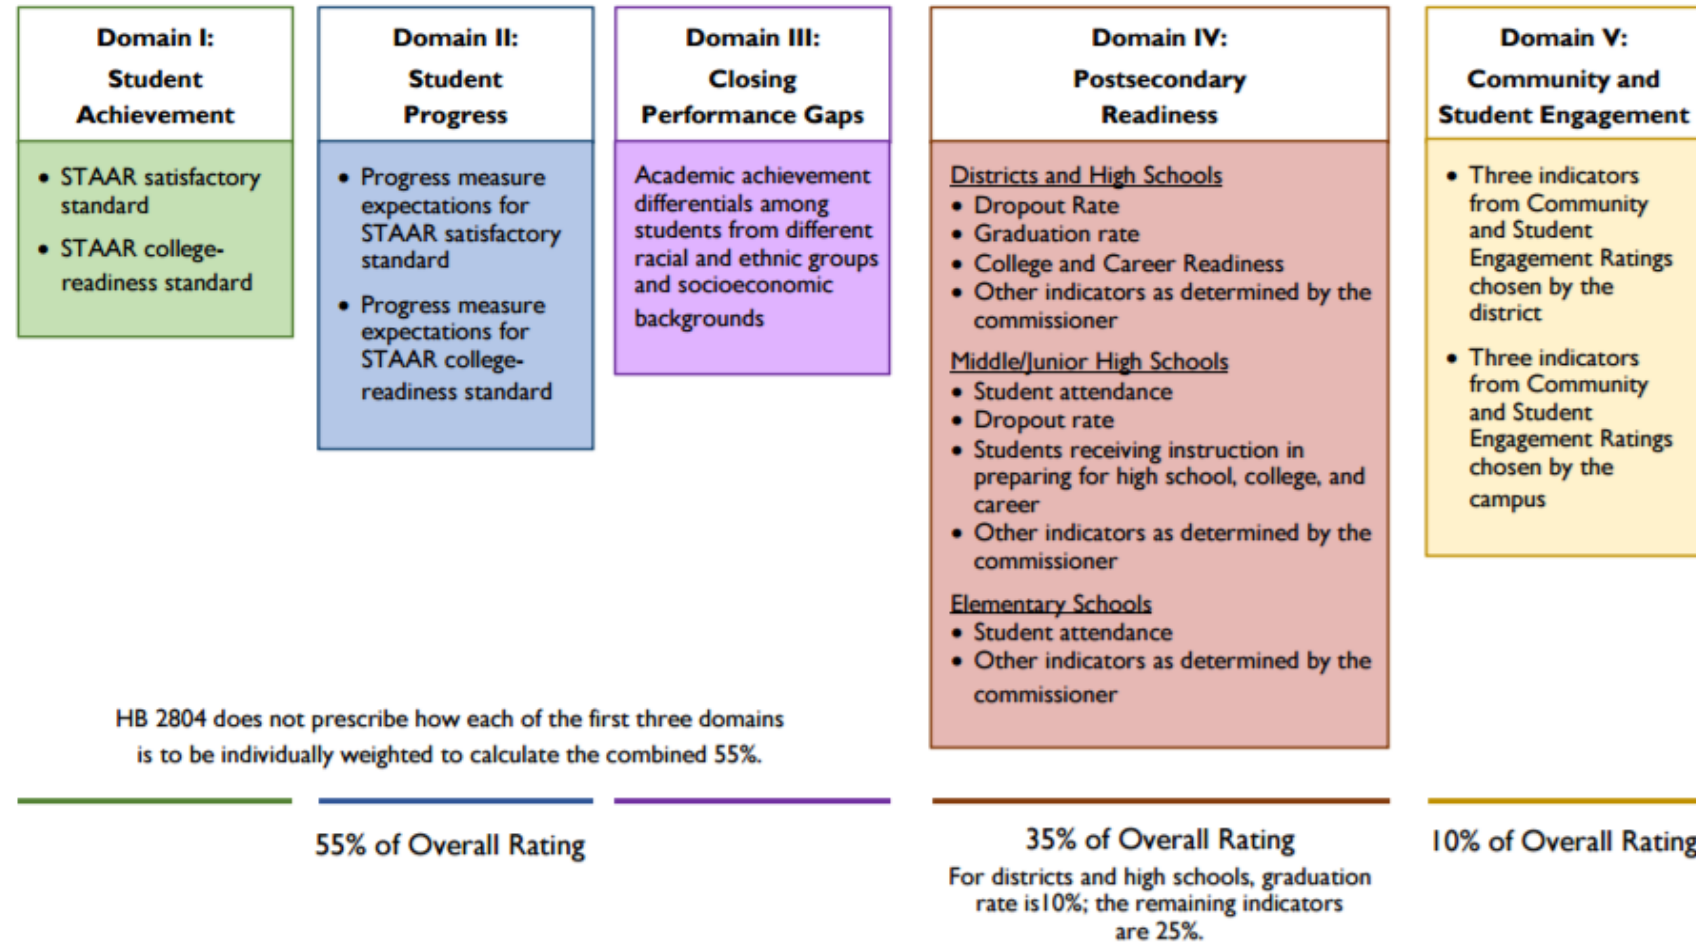 Domain I:
Student
Achievement
• STAAR satisfactory
standard
• STAAR college-
readiness standard
Domain II:
Student
Progress
• Progress measure
expectations for
STAAR satisfactory
standard
• Progress measure
expectations for
STAAR college-
readiness standard
Domain III:
Closing
Performance Gaps
Academic achievement
differentials among
students from different
racial and ethnic groups
and socioeconomic
backgrounds
Domain IV:
Postsecondary
Readiness
Districts and High Schools
• Dropout Rate
• Graduation rate
• College and Career Readiness
• Other indicators as determined by the
commissioner
Middle/Junior High Schools
• Student attendance
• Dropout rate
• Students receiving instruction in
preparing for high school, college, and
career
• Other indicators as determined by the
commissioner
Elementary Schools
• Student attendance
• Other indicators as determined by the
commissioner
Domain V:
Community and
Student Engagement
• Three indicators
from Community
and Student
Engagement Ratings
chosen by the
district
• Three indicators
from Community
and Student
Engagement Ratings
chosen by the
campus
HB 2804 does not prescribe how each of the first three domains
is to be individually weighted to calculate the combined 55%.
55% of Overall Rating
35% of Overall Rating
For districts and high schools, graduation
rate is10%; the remaining indicators
are 25%.
10% of Overall Rating